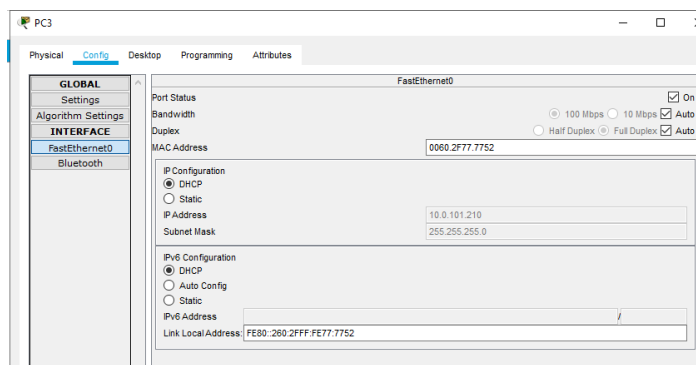 PC3
Physical Config Desktop Programming Attributes
GLOBAL
Settings
Algorithm Settings
INTERFACE
FastEthernet0
Bluetooth
FastEthernet0
Port Status On
Bandwidth 100 Mbps 10 Mbps Auto
Duplex Half Duplex Full Duplex Auto
MAC Address 0060.2F77.7752
IP Configuration
DHCP
Static
IP Address 10.0.101.210
Subnet Mask 255.255.255.0
IPv6 Configuration
DHCP
Auto Config
Static
IPv6 Address /
Link Local Address: FE80::260:2FFF:FE77:7752